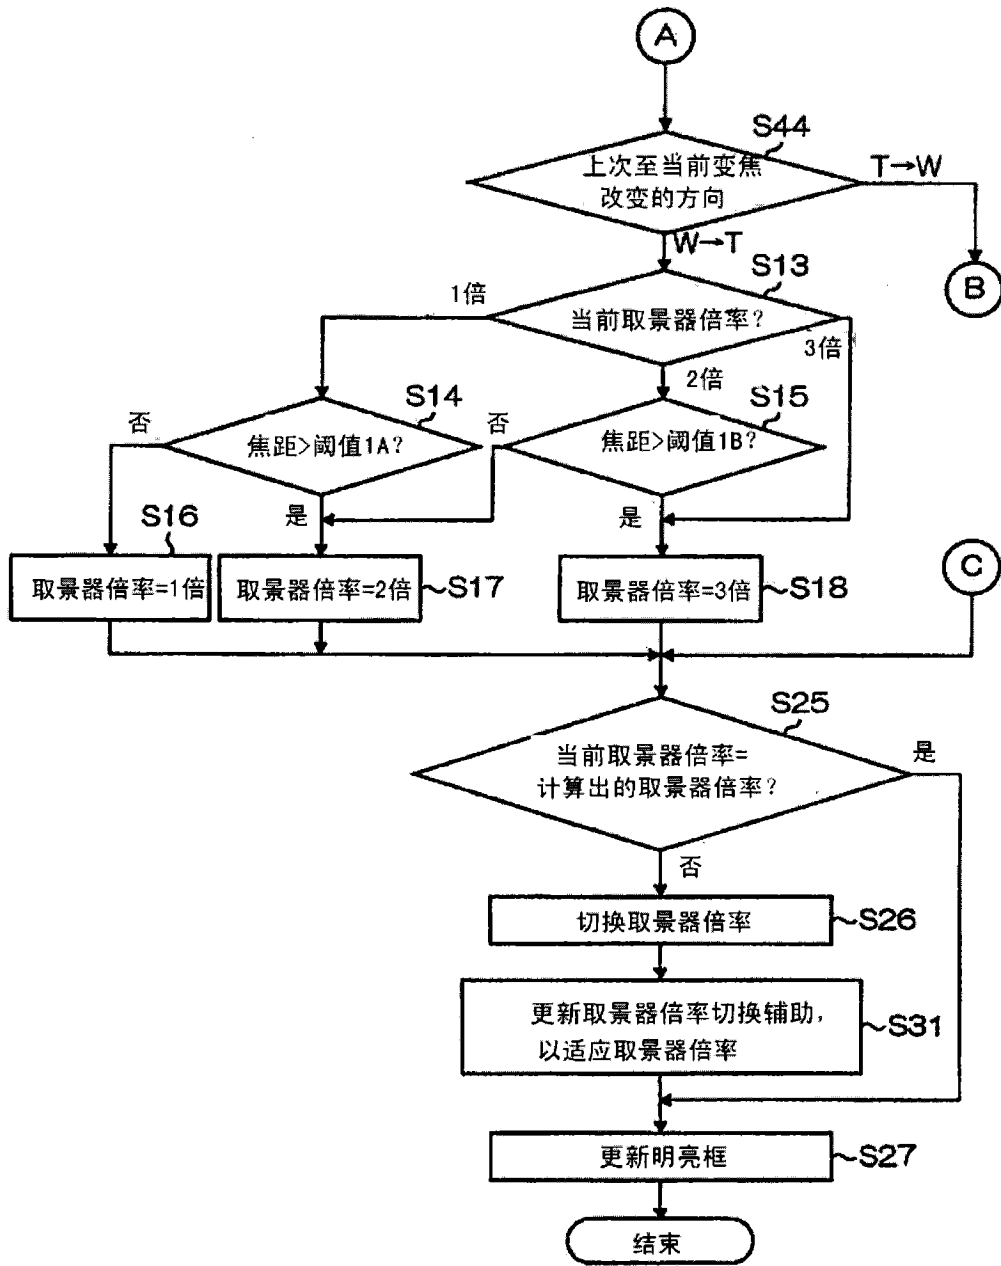 A
S44
上次至当前变焦
改变的方向
T→W
W→T
B
S13
1倍
当前取景器倍率？
3倍
2倍
S14
S15
否
焦距>阈值1A？
否
焦距>阈值1B？
是
是
S16
取景器倍率=1倍
取景器倍率=2倍
S17
取景器倍率=3倍
S18
C
S25
当前取景器倍率=
计算出的取景器倍率？
是
否
切换取景器倍率
S26
更新取景器倍率切换辅助，
以适应取景器倍率
S31
更新明亮框
S27
结束